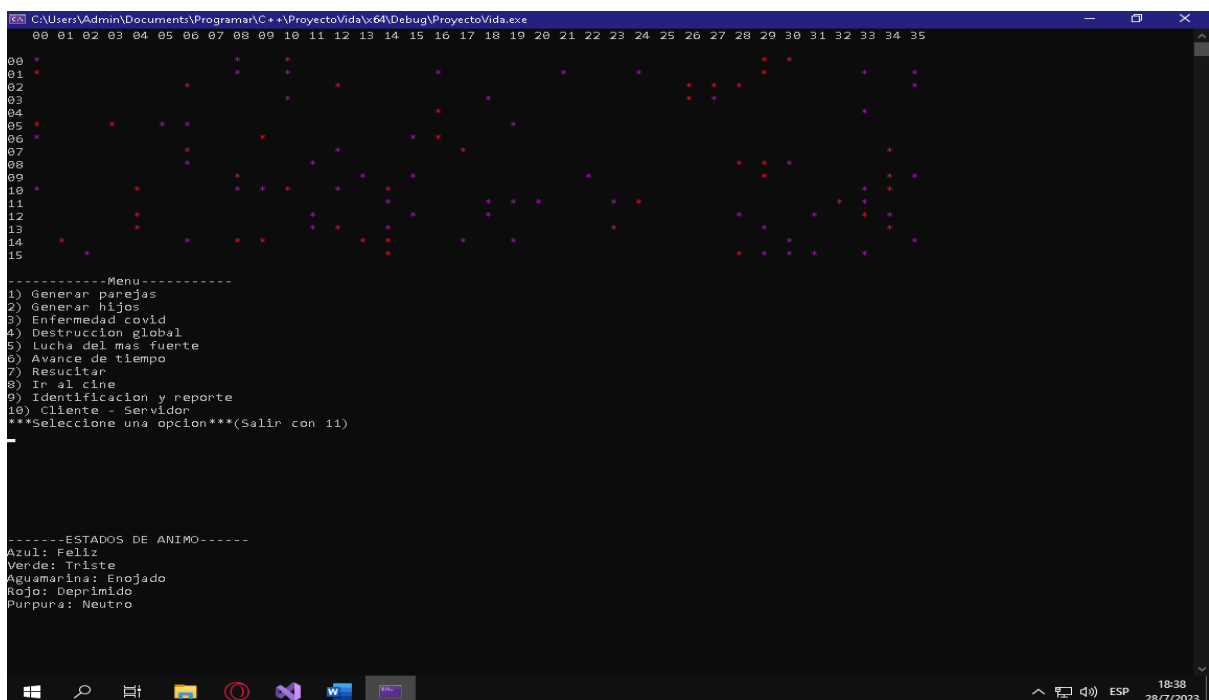 C:\Users\Admin\Documents\Programar\C++\ProyectoVida\x64\Debug\ProyectoVida.exe
00 01 02 03 04 05 06 07 08 09 10 11 12 13 14 15 16 17 18 19 20 21 22 23 24 25 26 27 28 29 30 31 32 33 34 35
00 * * * * *
01 * * * * * * * * *
02 * * * * * *
03 * * * *
04 * *
05 * * * * *
06 * * * *
07 * * * *
08 * * * * *
09 * * * * * * *
10 * * * * * * * * *
11 * * * * * * * *
12 * * * * * * * *
13 * * * * * * *
14 * * * * * * * * * *
15 * * * * * * *
------------Menu-----------
1) Generar parejas
2) Generar hijos
3) Enfermedad covid
4) Destruccion global
5) Lucha del mas fuerte
6) Avance de tiempo
7) Resucitar
8) Ir al cine
9) Identificacion y reporte
10) Cliente - Servidor
***Seleccione una opcion***(Salir con 11)
-------ESTADOS DE ANIMO------
Azul: Feliz
Verde: Triste
Aguamarina: Enojado
Rojo: Deprimido
Purpura: Neutro
ESP
18:38
28/7/2023